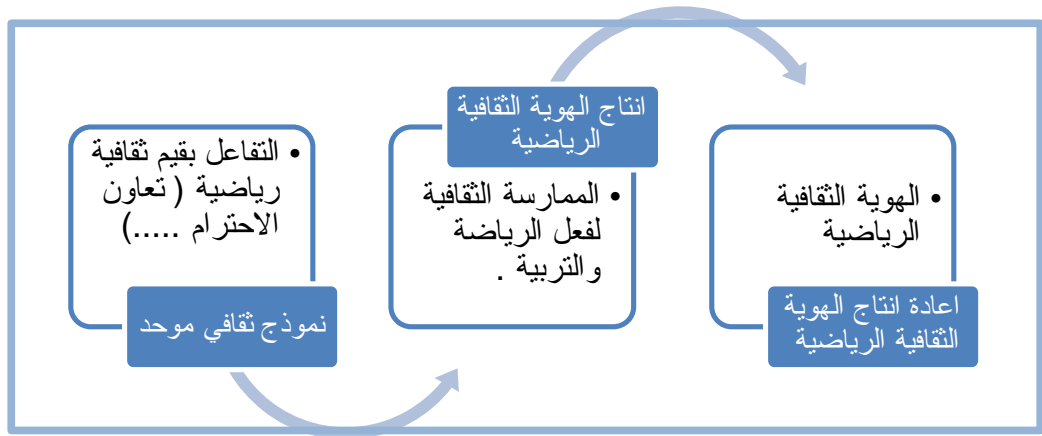 التفاعل بقيم ثقافية
رياضية ( تعاون
الاحترام .....)
نموذج ثقافي موحد
انتاج الهوية الثقافية
الرياضية
الممارسة الثقافية
لفعل الرياضة
والتربية .
الهوية الثقافية
الرياضية
اعادة انتاج الهوية
الثقافية الرياضية